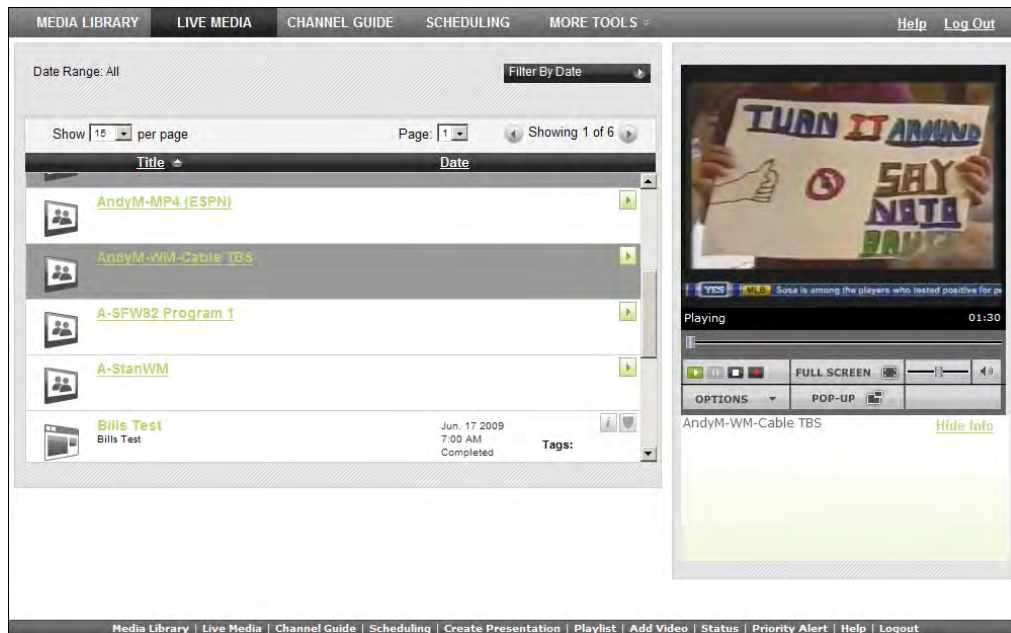 MEDIA LIBRARY LIVE MEDIA CHANNEL GUIDE SCHEDULING MORE TOOLS Help Log Out
Date Range: All
Filter By Date
Show 15 per page Page: 1 Showing 1 of 6
Title Date
AndyM-MP4 (ESPN)
AndyM-WM-Cable TBS
A-SFW82 Program 1
A-StanWM
Bills Test
Bills Test
Jun. 17 2009
7:00 AM
Completed
Tags:
i
TURN IT AROUND
SAY
NO TO
YES MLB Sosa is among the players who tested positive for
Playing 01:30
FULL SCREEN
OPTIONS POP-UP
AndyM-WM-Cable TBS Hide Info
Media Library | Live Media | Channel Guide | Scheduling | Create Presentation | Playlist | Add Video | Status | Priority Alert | Help | Logout